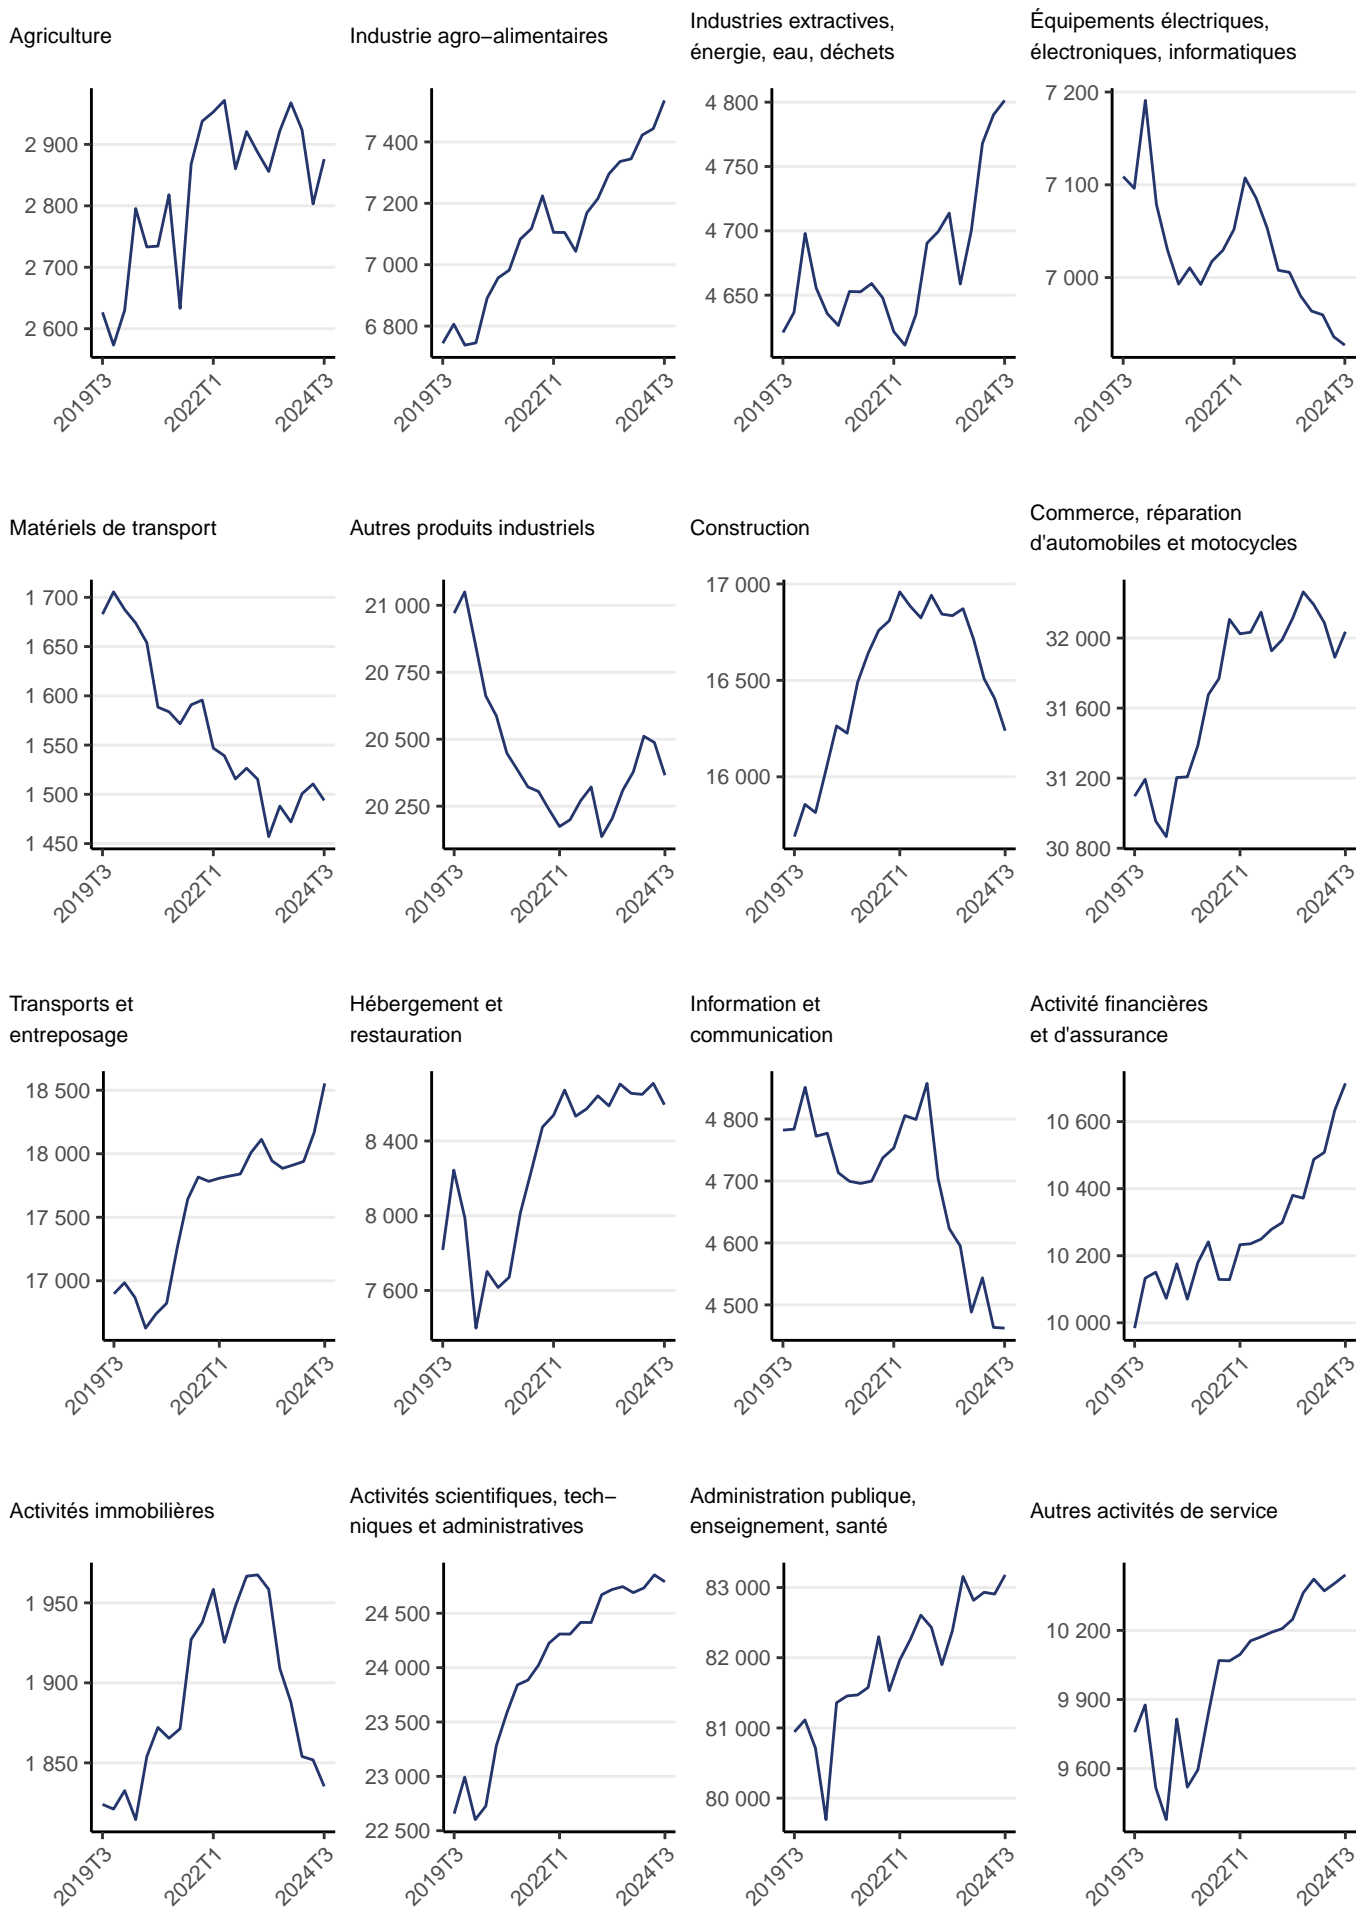 Agriculture
2 900
2 800
2 700
2 600
2019T3
2022T1
2024T3
Industrie agro−alimentaires
7 400
7 200
7 000
6 800
2019T3
2022T1
2024T3
Industries extractives,
énergie, eau, déchets
4 800
4 750
4 700
4 650
2019T3
2022T1
2024T3
Équipements électriques,
électroniques, informatiques
7 200
7 100
7 000
2019T3
2022T1
2024T3
Matériels de transport
1 700
1 650
1 600
1 550
1 500
1 450
2019T3
2022T1
2024T3
Autres produits industriels
21 000
20 750
20 500
20 250
2019T3
2022T1
2024T3
Construction
17 000
16 500
16 000
2019T3
2022T1
2024T3
Commerce, réparation
d'automobiles et motocycles
32 000
31 600
31 200
30 800
2019T3
2022T1
2024T3
Transports et
entreposage
18 500
18 000
17 500
17 000
2019T3
2022T1
2024T3
Hébergement et
restauration
8 400
8 000
7 600
2019T3
2022T1
2024T3
Information et
communication
4 800
4 700
4 600
4 500
2019T3
2022T1
2024T3
Activité financières
et d'assurance
10 600
10 400
10 200
10 000
2019T3
2022T1
2024T3
Activités immobilières
1 950
1 900
1 850
2019T3
2022T1
2024T3
Activités scientifiques, tech−
niques et administratives
24 500
24 000
23 500
23 000
22 500
2019T3
2022T1
2024T3
Administration publique,
enseignement, santé
83 000
82 000
81 000
80 000
2019T3
2022T1
2024T3
Autres activités de service
10 200
9 900
9 600
2019T3
2022T1
2024T3